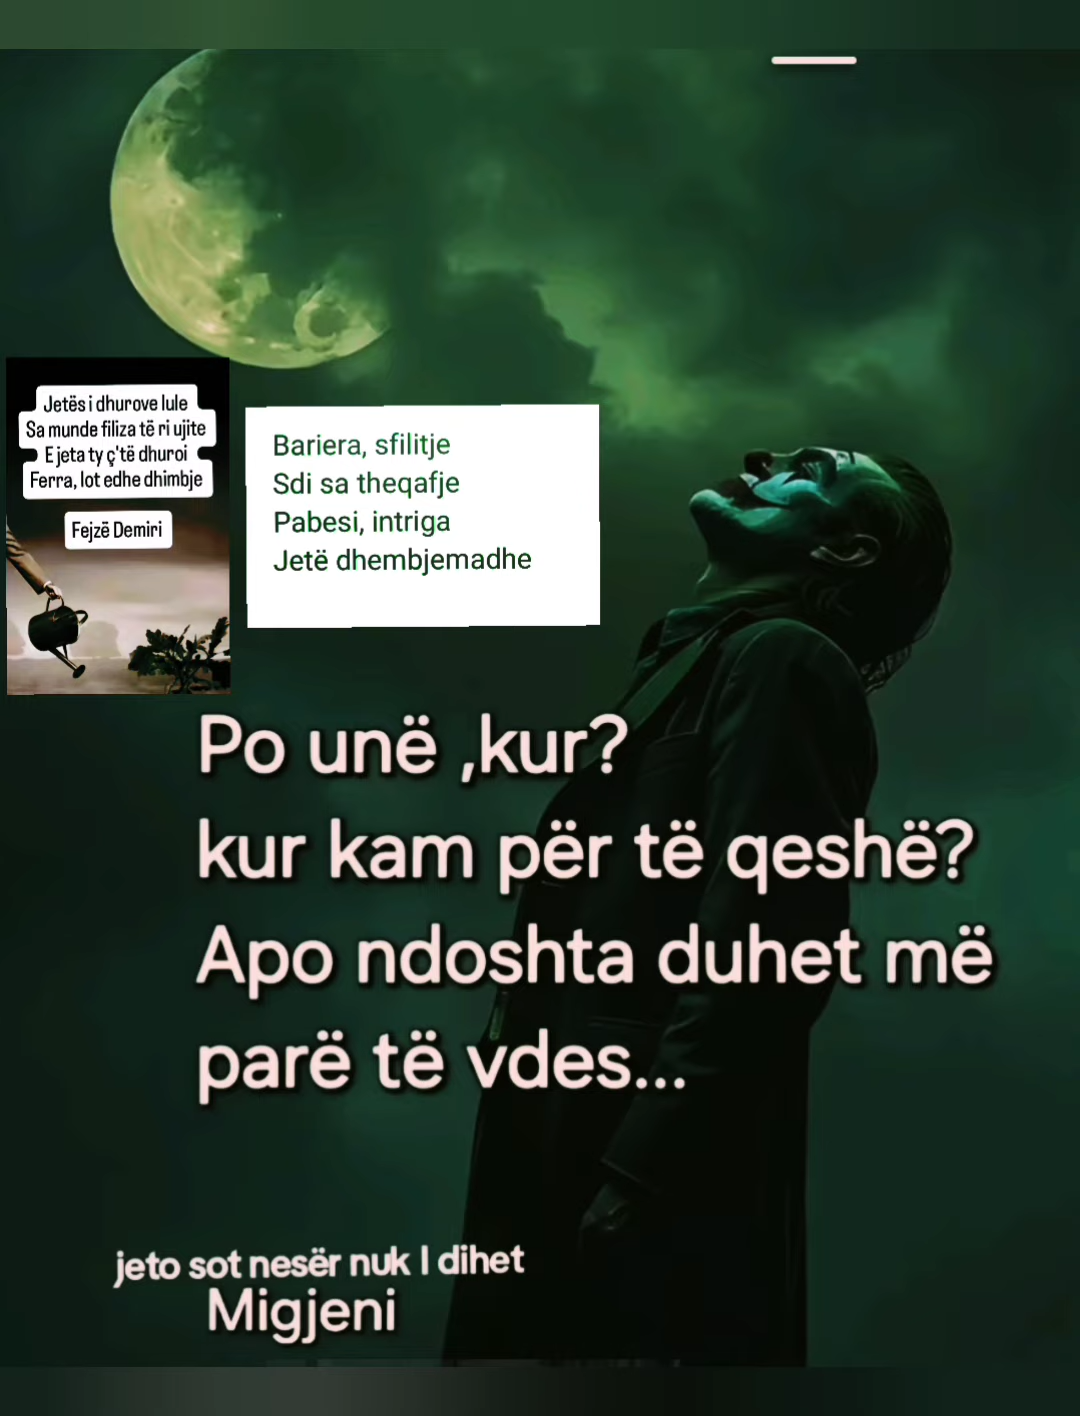 Jetës i dhurove lule
Sa munde filiza të ri ujite
E jeta ty ç'të dhuroi
Ferra, lot edhe dhimbje
Fejzë Demiri
Bariera, sfilitje
Sdi sa theqafje
Pabesi, intriga
Jetë dhembjemadhe
Po unë ,kur?
kur kam për të qeshë?
Apo ndoshta duhet më
parë të vdes...
jeto sot nesër nuk I dihet
Migjeni